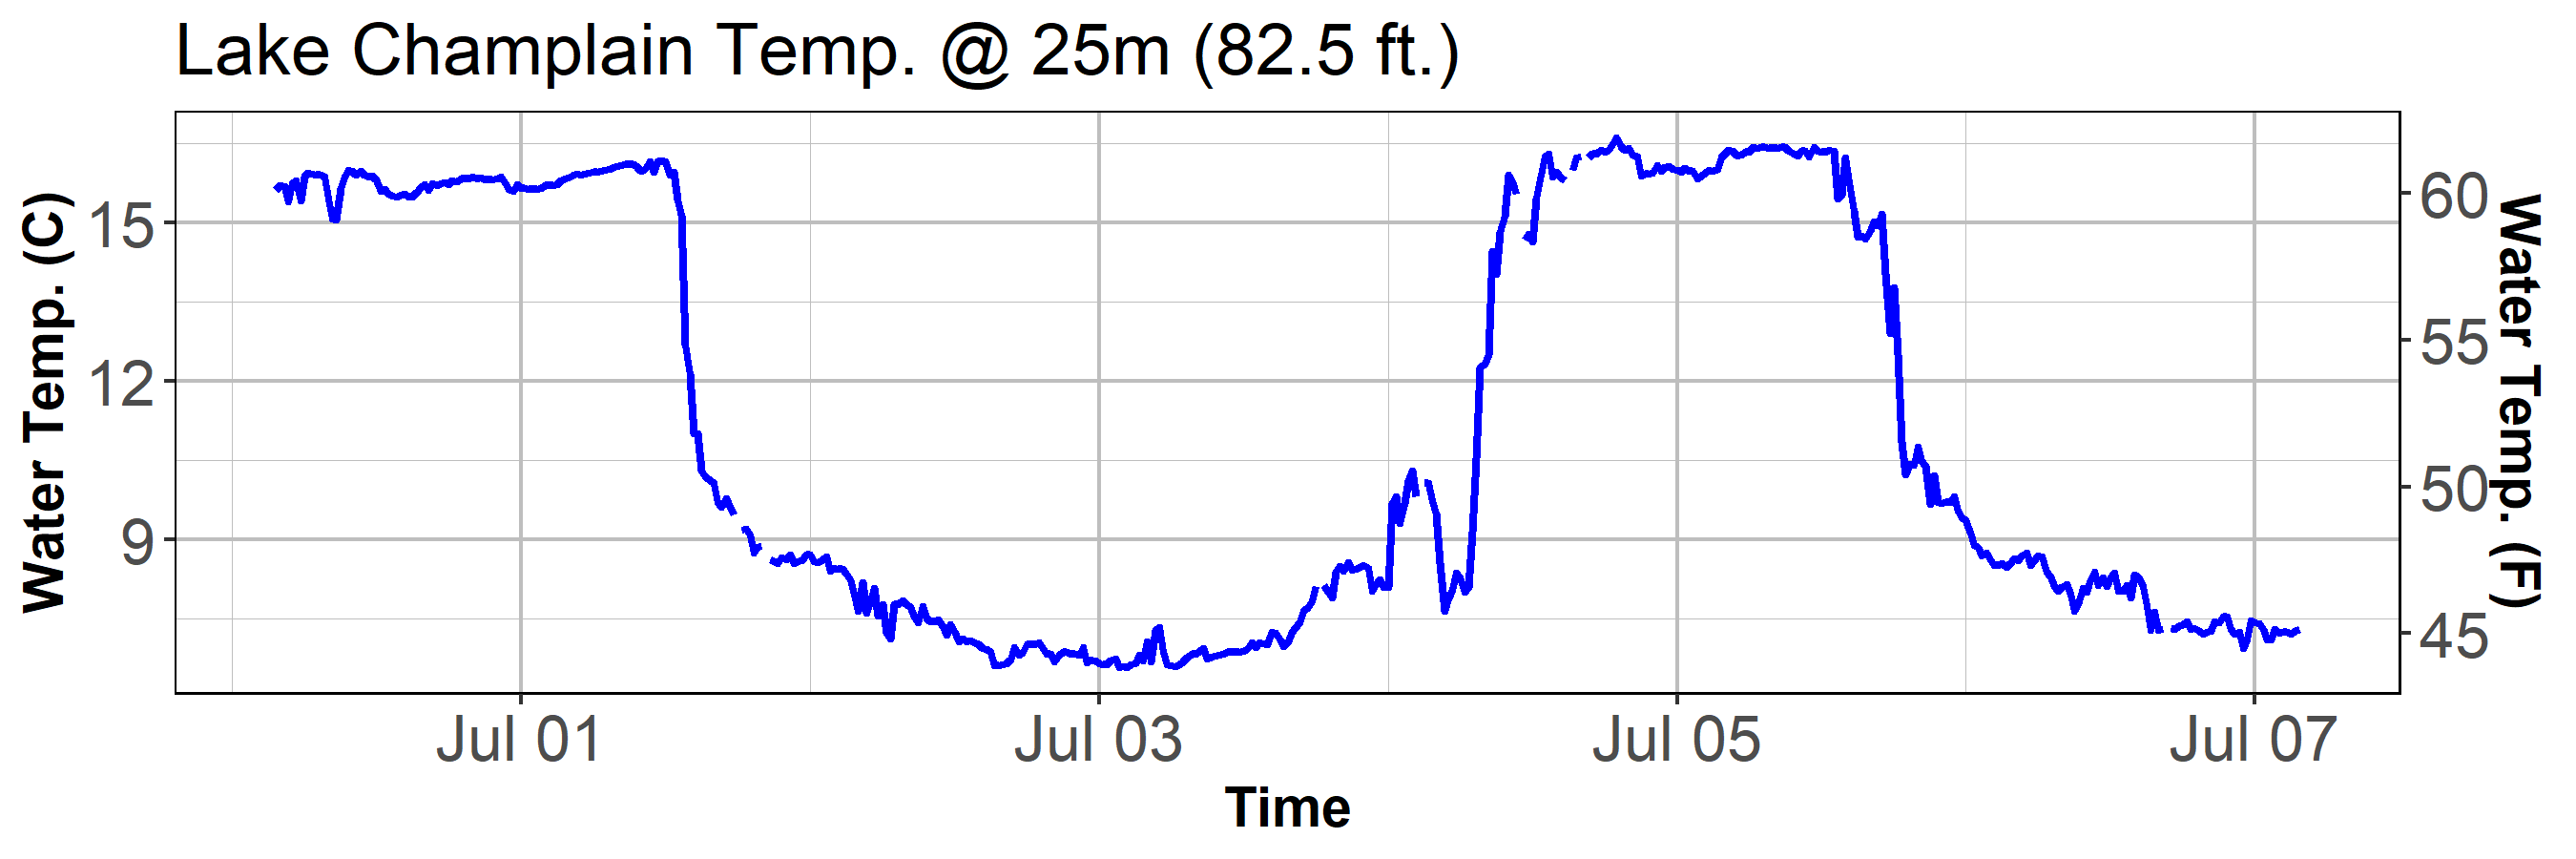 Lake Champlain Temp. @ 25m (82.5 ft.)
Water Temp. (C)
15
12
9
60
55
50
45
Water Temp. (F)
Jul 01
Jul 03
Jul 05
Jul 07
Time